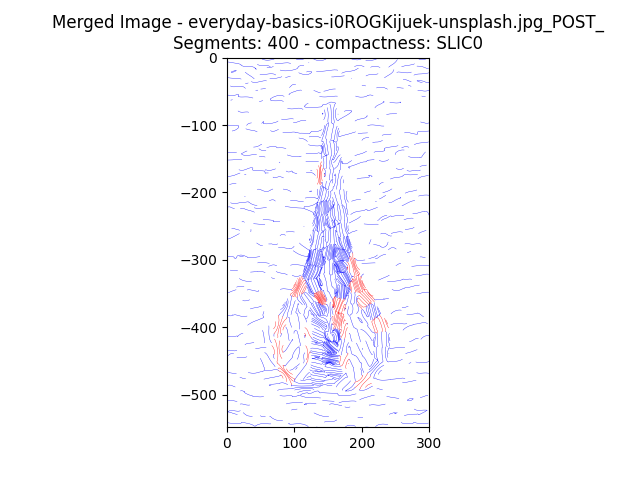 Merged Image - everyday-basics-i0ROGKijuek-unsplash.jpg_POST_
Segments: 400 - compactness: SLIC0
0
−100
−200
−300
−400
−500
0 100 200 300